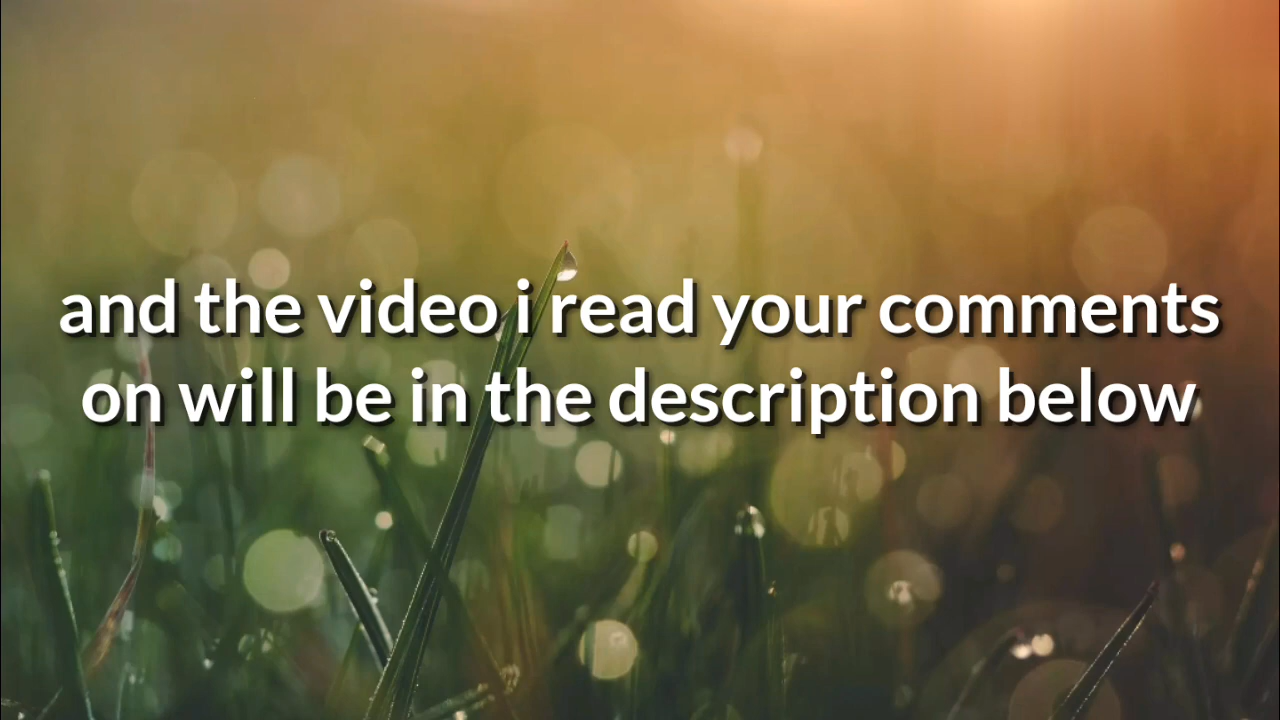 and the video i read your comments
on will be in the description below